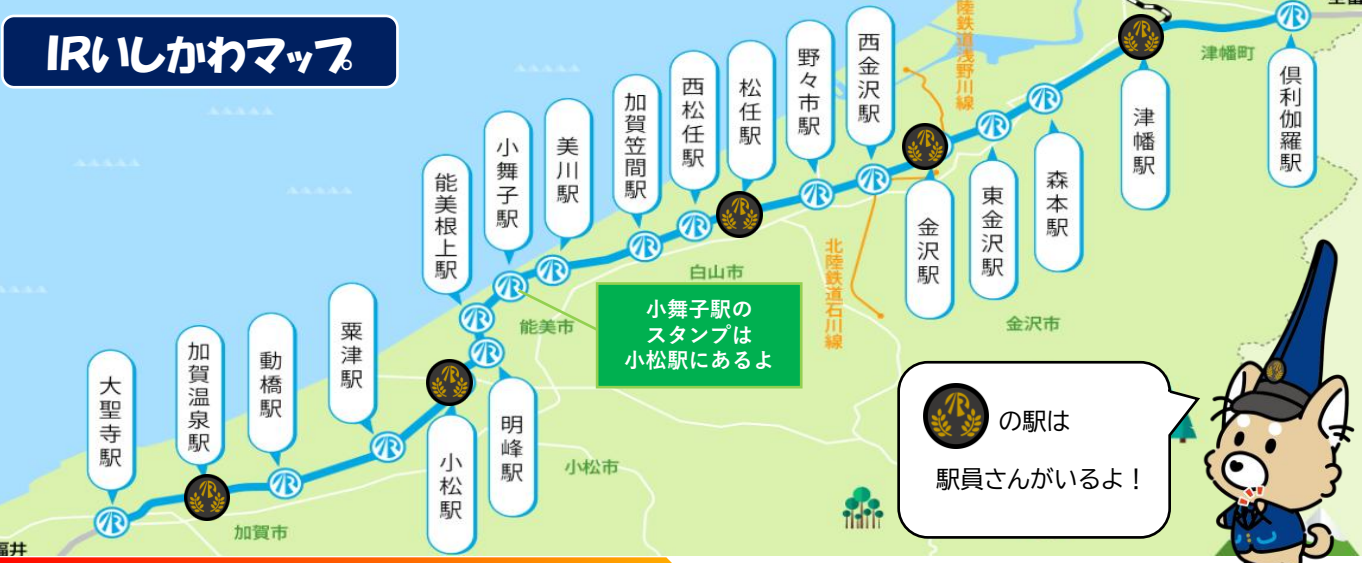 IRいしかわマップ
大聖寺駅
加賀温泉駅
動橋駅
粟津駅
小松駅
明峰駅
能美根上駅
小舞子駅
美川駅
加賀笠間駅
西松任駅
松任駅
野々市駅
西金沢駅
金沢駅
東金沢駅
森本駅
津幡駅
倶利伽羅駅
加賀市
小松市
能美市
白山市
金沢市
津幡町
北陸鉄道石川線
陸鉄道浅野川線
小舞子駅の
スタンプは
小松駅にあるよ
の駅は
駅員さんがいるよ！